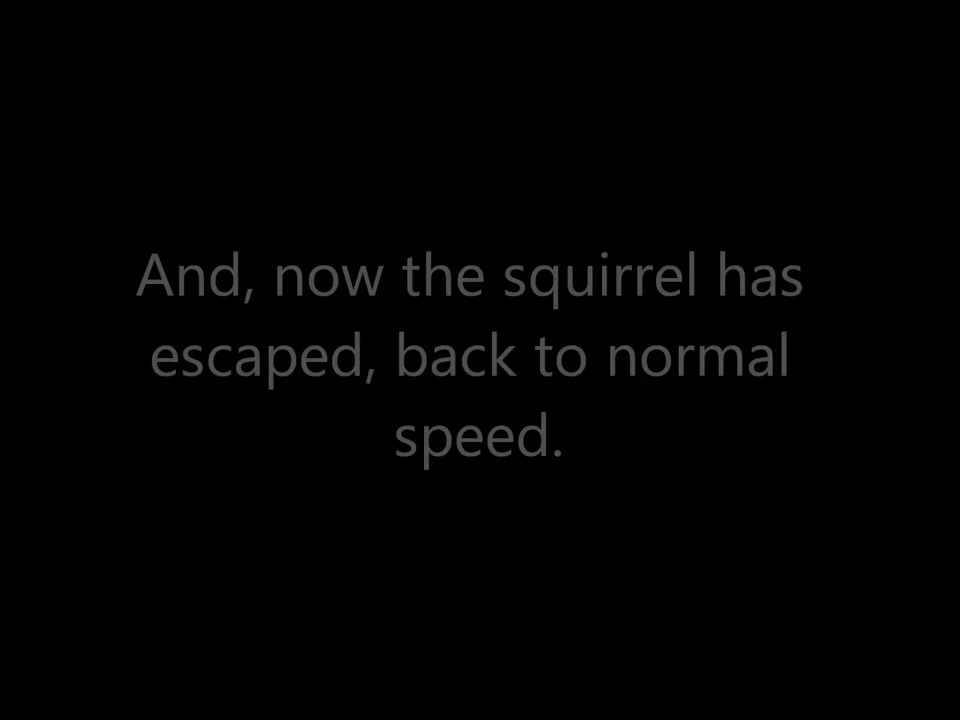 And, now the squirrel has
escaped, back to normal
speed.